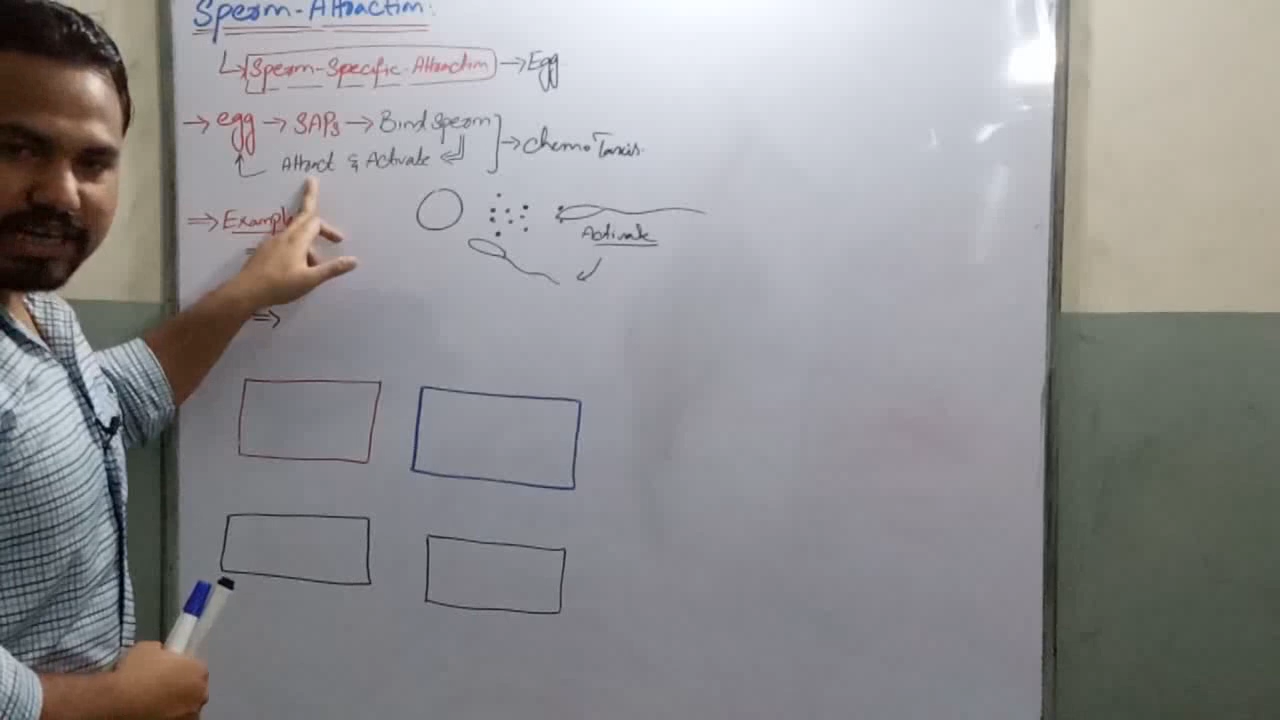 Sperm-Attraction:
↳ Sperm-Specific-Attraction → Egg
→ egg → SAPs → Bind Sperm
Attract & Activate
→ Chemo Taxis.
⇒ Example
Activate